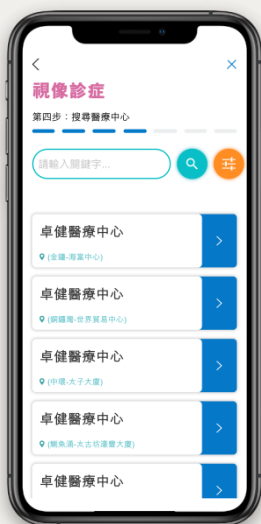 視像診症
第四步：搜尋醫療中心
請輸入關鍵字...
卓健醫療中心
(金鐘-海富中心)
卓健醫療中心
(銅鑼灣-世界貿易中心)
卓健醫療中心
(中環-太子大廈)
卓健醫療中心
(鰂魚涌-太古坊濠豐大廈)
卓健醫療中心